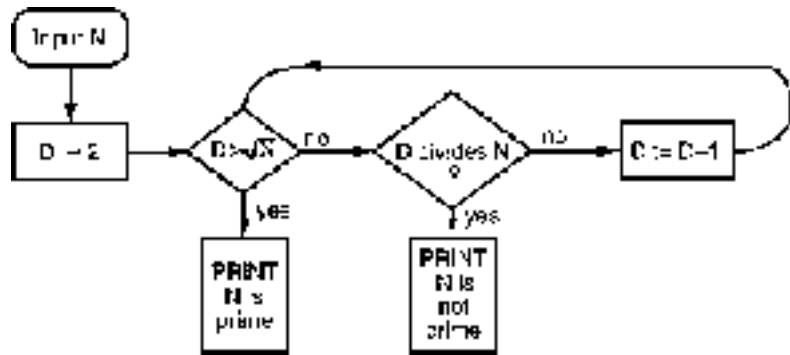 Input N
D := 2
D > √N
no
D divides N
?
no
D := D+1
yes
yes
PRINT
N is
prime
PRINT
N is
not
prime